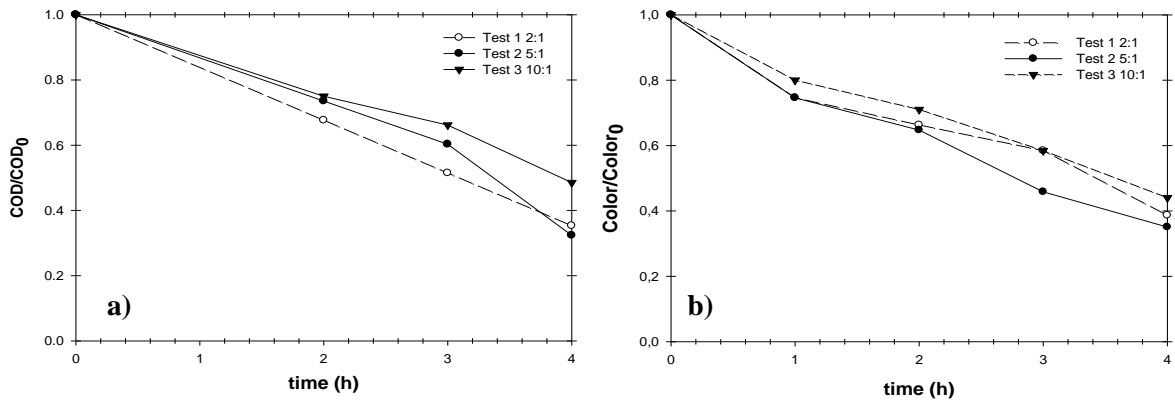 1.0
0.8
0.6
0.4
0.2
0.0
COD/COD0
0 1 2 3 4
time (h)
Test 1 2:1
Test 2 5:1
Test 3 10:1
a)
1.0
0,8
0,6
0,4
0,2
0,0
Color/Color0
0 1 2 3 4
time (h)
Test 1 2:1
Test 2 5:1
Test 3 10:1
b)